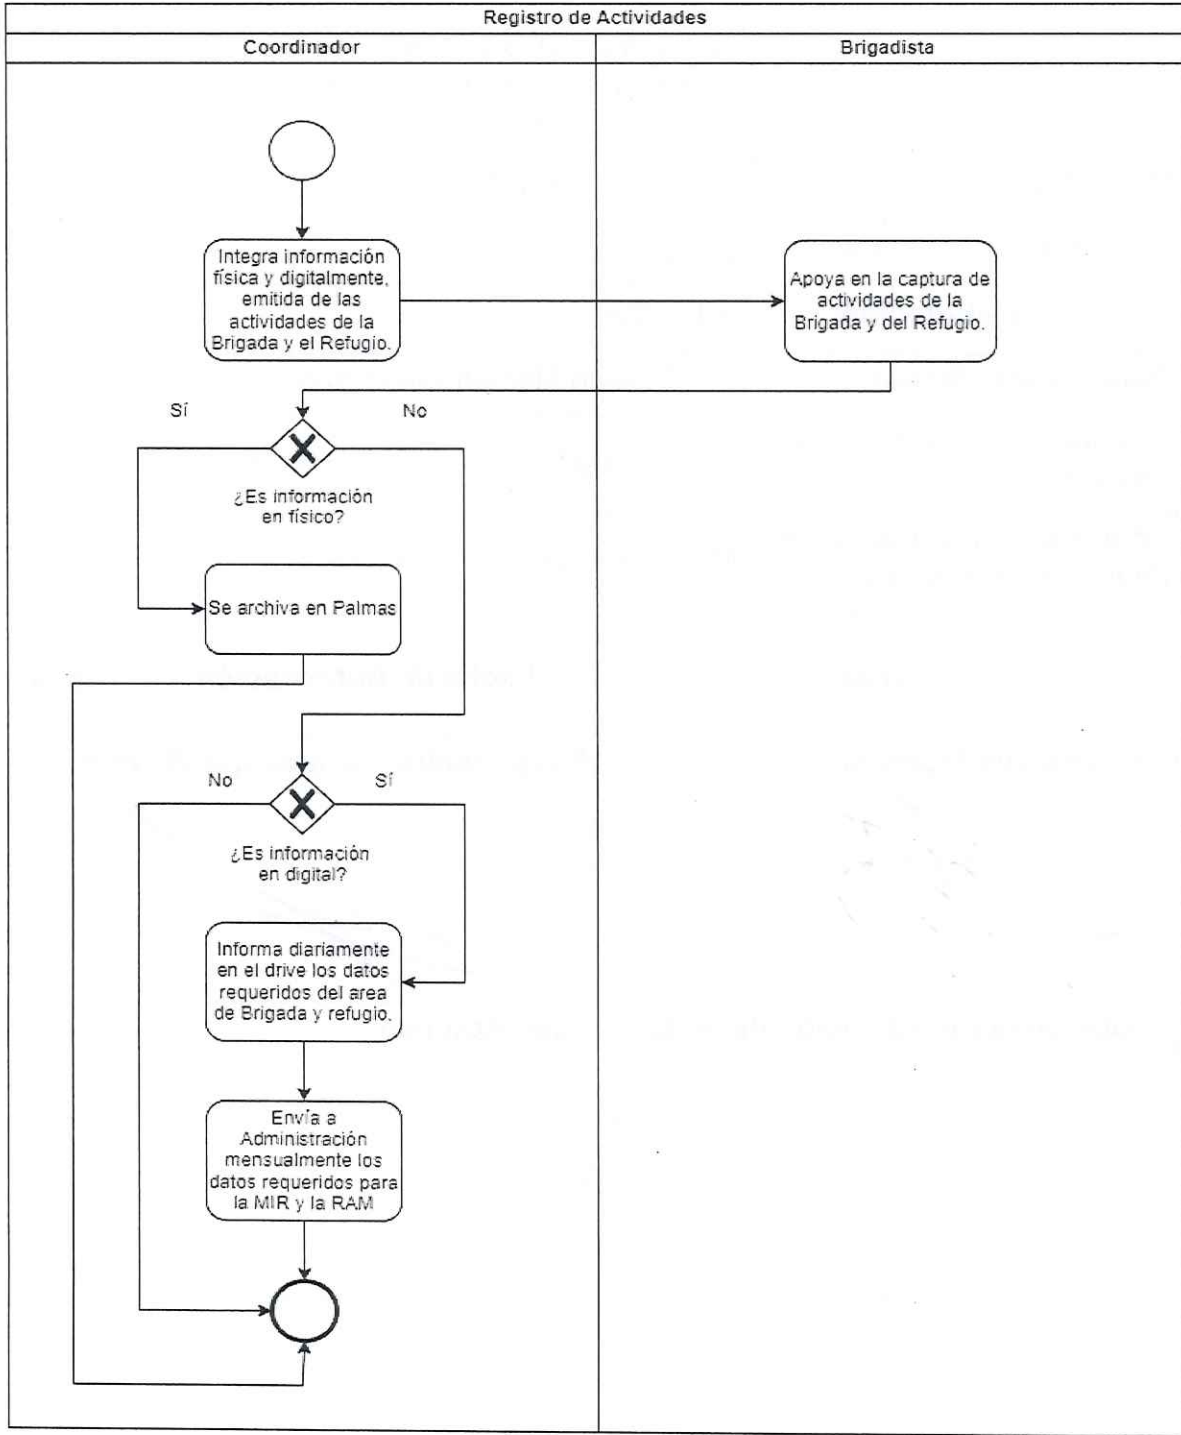 Registro de Actividades
Coordinador
Brigadista
Integra información
física y digitalmente,
emitida de las
actividades de la
Brigada y el Refugio.
Apoya en la captura de
actividades de la
Brigada y del Refugio.
Sí
No
¿Es información
en físico?
Se archiva en Palmas
No
Sí
¿Es información
en digital?
Informa diariamente
en el drive los datos
requeridos del area
de Brigada y refugio.
Envía a
Administración
mensualmente los
datos requeridos para
la MIR y la RAM